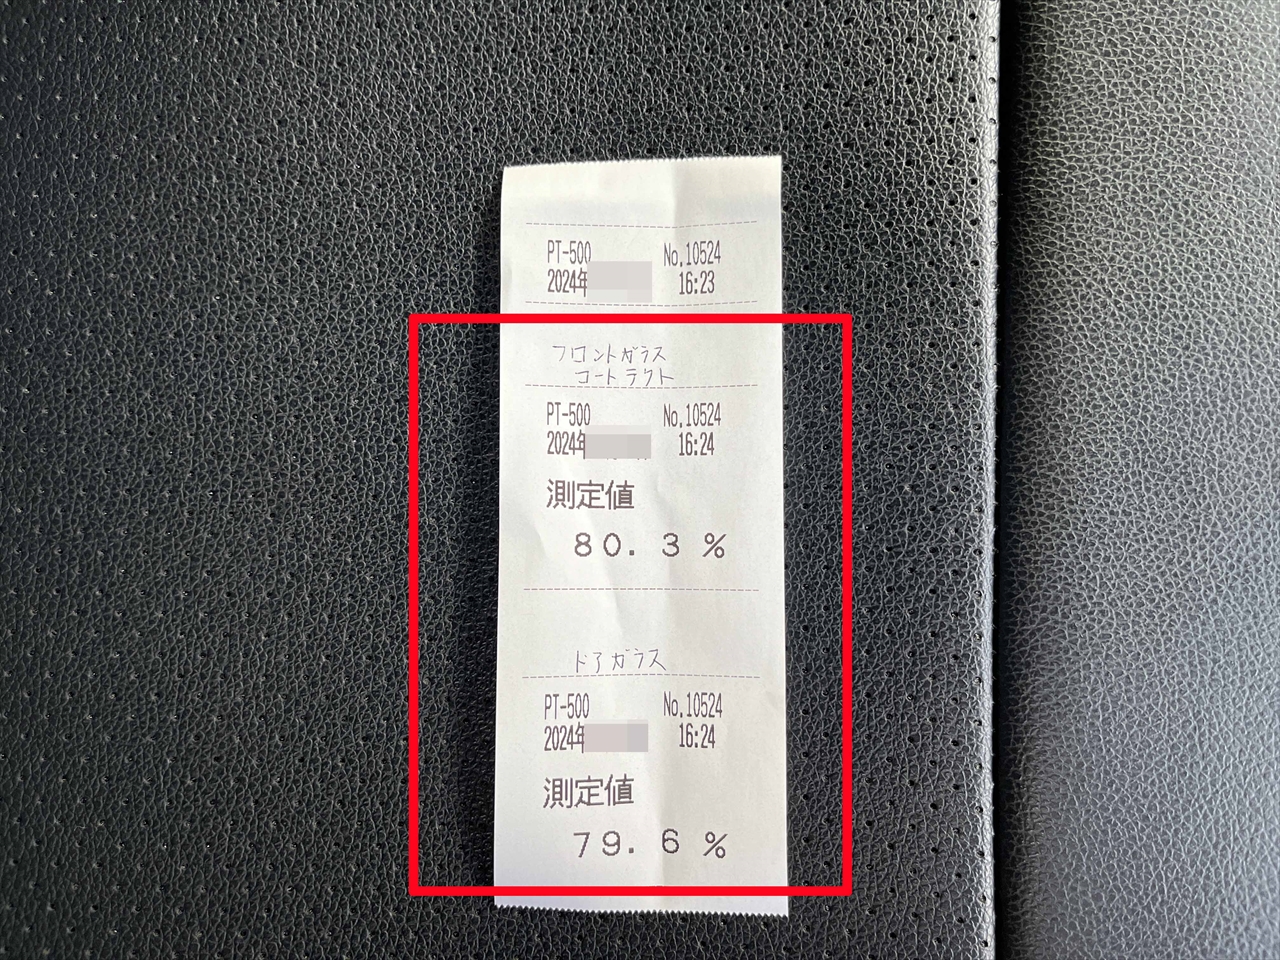 PT-500 No.10524
2024年 16:23
フロントガラス
コートラクト
PT-500 No.10524
2024年 16:24
測定値
80.3%
ドアガラス
PT-500 No.10524
2024年 16:24
測定値
79.6%